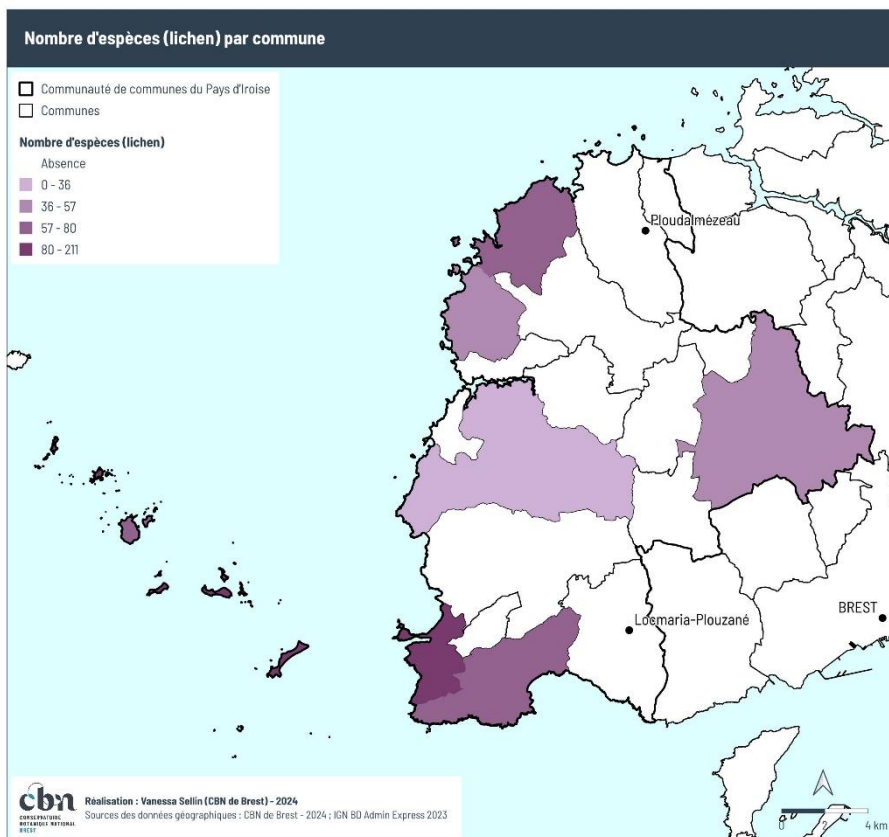 Nombre d'espèces (lichen) par commune
Communauté de communes du Pays d'Iroise
Communes
Nombre d'espèces (lichen)
Absence
0 - 36
36 - 57
57 - 80
80 - 211
Ploudalmézeau
BREST
Locmaria-Plouzané
cbn
CONSERVATOIRE
BOTANIQUE NATIONAL
BREST
Réalisation : Vanessa Sellin (CBN de Brest) - 2024
Sources des données géographiques : CBN de Brest - 2024 ; IGN BD Admin Express 2023
0 2 4 km